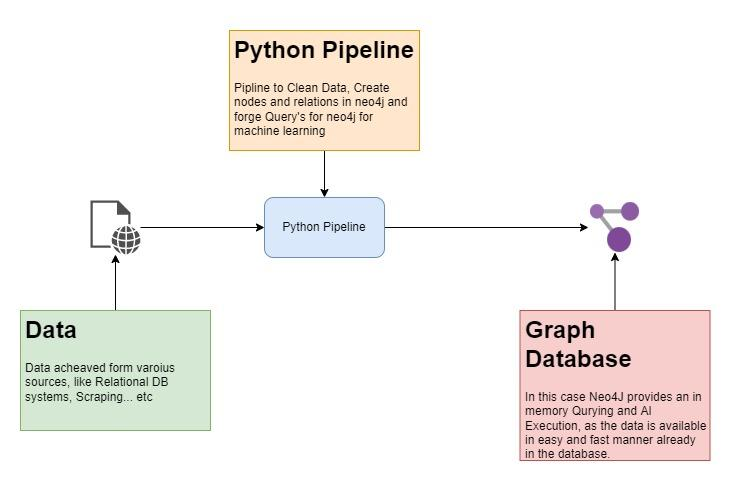 Python Pipeline
Pipline to Clean Data, Create
nodes and relations in neo4j and
forge Query's for neo4j for
machine learning
Python Pipeline
Data
Data acheaved form varoius
sources, like Relational DB
systems, Scraping... etc
Graph
Database
In this case Neo4J provides an in
memory Qurying and AI
Execution, as the data is available
in easy and fast manner already
in the database.